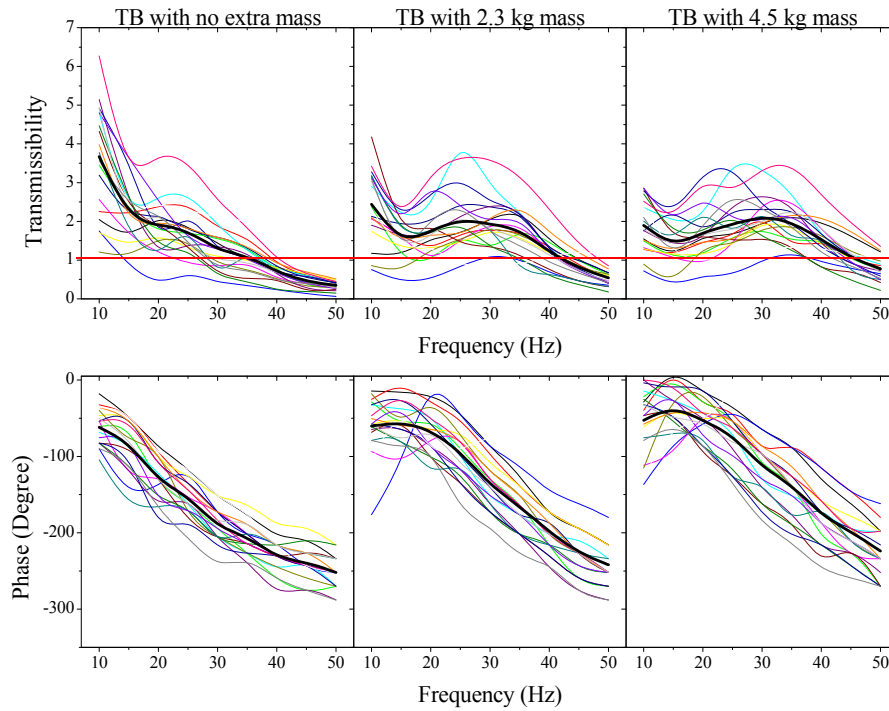 TB with no extra mass
TB with 2.3 kg mass
TB with 4.5 kg mass
Transmissibility
7
6
5
4
3
2
1
0
10 20 30 40 50
10 20 30 40 50
10 20 30 40 50
Frequency (Hz)
Phase (Degree)
0
-100
-200
-300
10 20 30 40 50
10 20 30 40 50
10 20 30 40 50
Frequency (Hz)